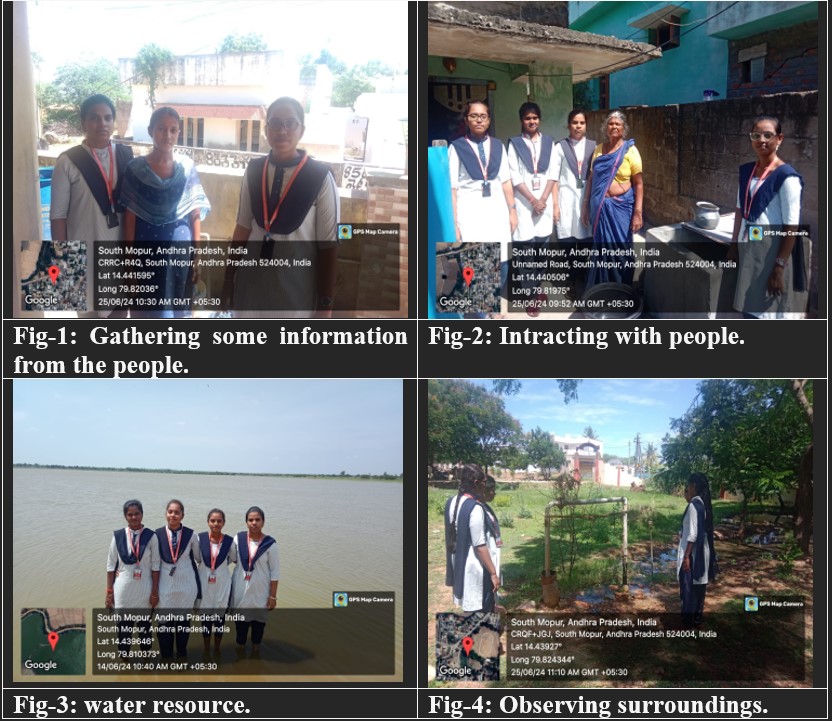 GPS Map Camera
South Mopur, Andhra Pradesh, India
CRRC+R4Q, South Mopur, Andhra Pradesh 524004, India
Lat 14.441595°
Long 79.82036°
25/06/24 10:30 AM GMT +05:30
Google
Fig-1: Gathering some information
from the people.
GPS Map Camera
South Mopur, Andhra Pradesh, India
Unnamed Road, South Mopur, Andhra Pradesh 524004, India
Lat 14.440506°
Long 79.81975°
25/06/24 09:52 AM GMT +05:30
Google
Fig-2: Intracting with people.
GPS Map Camera
South Mopur, Andhra Pradesh, India
South Mopur, Andhra Pradesh, India
Lat 14.439646°
Long 79.810373°
14/06/24 10:40 AM GMT +05:30
Google
Fig-3: water resource.
GPS Map Camera
South Mopur, Andhra Pradesh, India
CRQF+JGJ, South Mopur, Andhra Pradesh 524004, India
Lat 14.43927°
Long 79.824344°
25/06/24 11:10 AM GMT +05:30
Google
Fig-4: Observing surroundings.